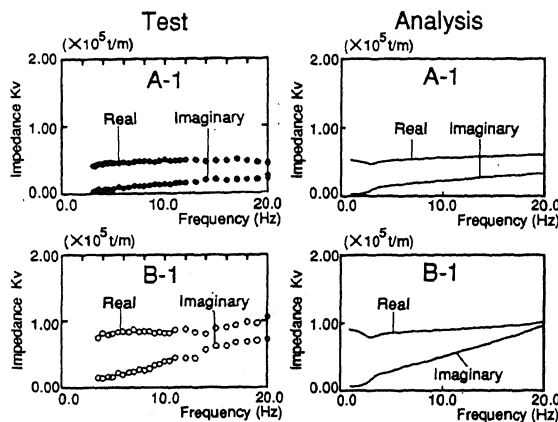 Test
Analysis
(×10⁵t/m)
2.00
1.00
0.00
Impedance Kv
A-1
Real
Imaginary
0.0
10.0
20.0
Frequency (Hz)
(×10⁵t/m)
2.00
1.00
0.00
Impedance Kv
A-1
Real
Imaginary
0.0
10.0
20.0
Frequency (Hz)
(×10⁵t/m)
2.00
1.00
0.00
Impedance Kv
B-1
Real
Imaginary
0.0
10.0
20.0
Frequency (Hz)
(×10⁵t/m)
2.00
1.00
0.00
Impedance Kv
B-1
Real
Imaginary
0.0
10.0
20.0
Frequency (Hz)